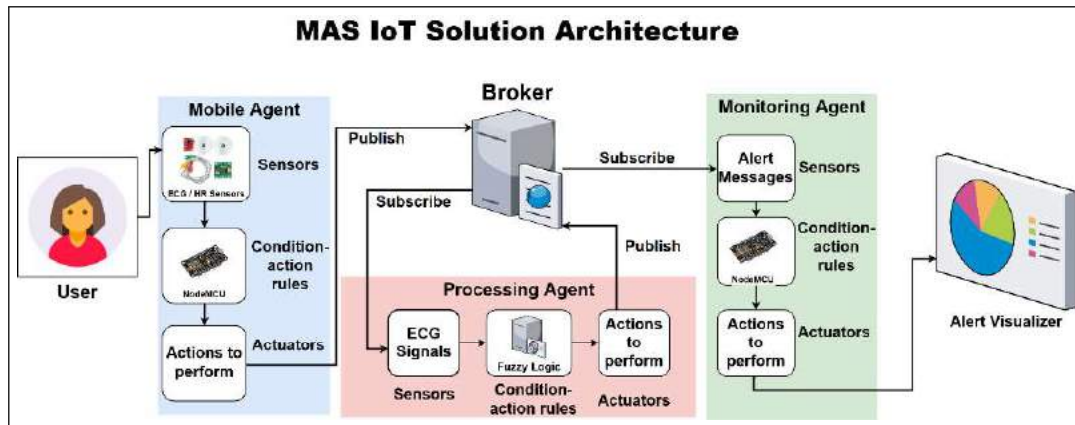 MAS IoT Solution Architecture
Mobile Agent
ECG / HR Sensors
Sensors
NodeMCU
Condition-
action
rules
Actions to
perform
Actuators
User
Broker
Publish
Subscribe
Subscribe
Publish
Processing Agent
ECG
Signals
Sensors
Fuzzy Logic
Condition-
action rules
Actions
to
perform
Actuators
Monitoring Agent
Alert
Messages
Sensors
NodeMCU
Condition-
action
rules
Actions to
perform
Actuators
Alert Visualizer